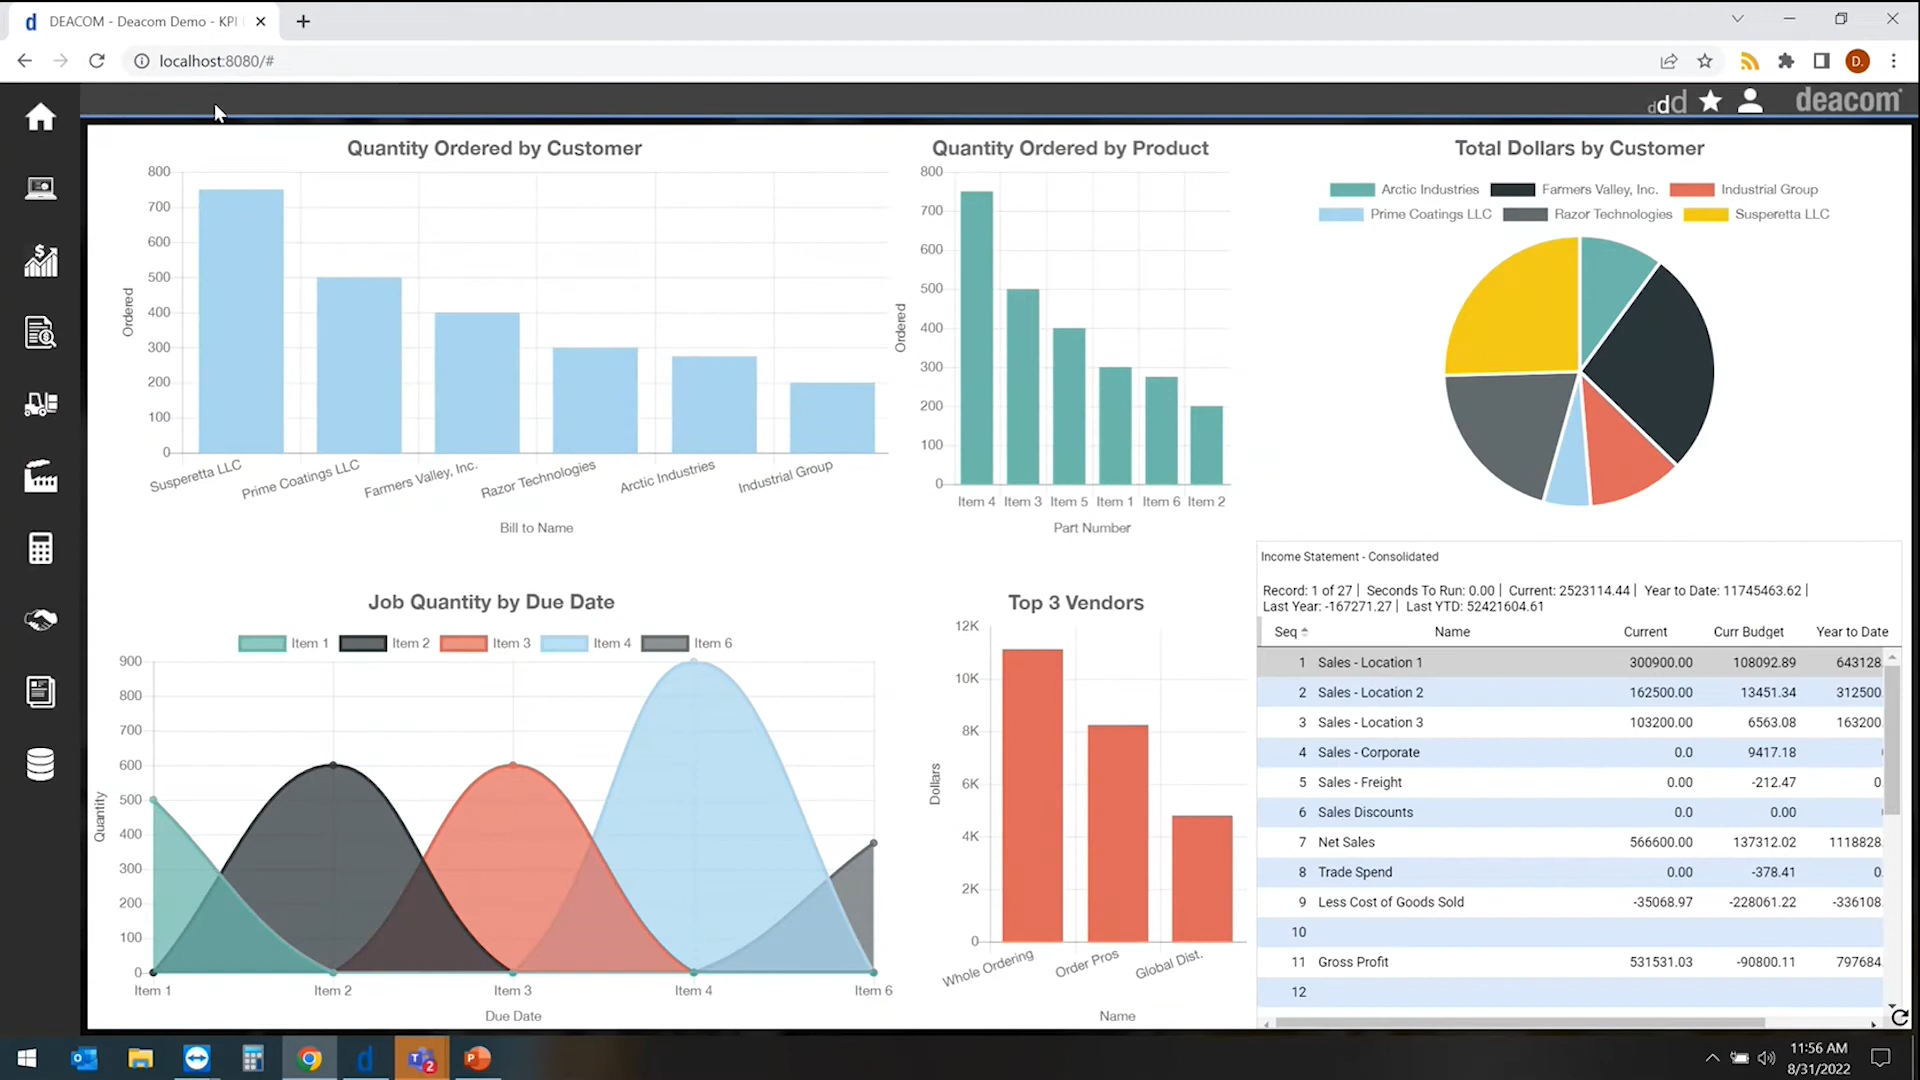 DEACOM - Deacom Demo - KPI
localhost:8080/#
ddd
deacom
Quantity Ordered by Customer
800
700
600
500
400
300
200
100
0
Ordered
Susperetta LLC
Prime Coatings LLC
Farmers Valley, Inc.
Razor Technologies
Arctic Industries
Industrial Group
Bill to Name
Quantity Ordered by Product
800
700
600
500
400
300
200
100
0
Ordered
Item 4 Item 3 Item 5 Item 1 Item 6 Item 2
Part Number
Total Dollars by Customer
Arctic Industries Farmers Valley, Inc. Industrial Group
Prime Coatings LLC Razor Technologies Susperetta LLC
Job Quantity by Due Date
Item 1 Item 2 Item 3 Item 4 Item 6
900
800
700
600
500
400
300
200
100
0
Quantity
Item 1 Item 2 Item 3 Item 4 Item 6
Due Date
Top 3 Vendors
12K
10K
8K
6K
4K
2K
0
Dollars
Whole Ordering
Order Pros
Global Dist.
Name
Income Statement - Consolidated
Record: 1 of 27 | Seconds To Run: 0.00 | Current: 2523114.44 | Year to Date: 11745463.62 |
Last Year: -167271.27 | Last YTD: 52421604.61
Seq Name Current Curr Budget Year to Date
1 Sales - Location 1 300900.00 108092.89 643128
2 Sales - Location 2 162500.00 13451.34 312500
3 Sales - Location 3 103200.00 6563.08 163200
4 Sales - Corporate 0.0 9417.18
5 Sales - Freight 0.00 -212.47 0.
6 Sales Discounts 0.0 0.00
7 Net Sales 566600.00 137312.02 1118828.
8 Trade Spend 0.00 -378.41 0.
9 Less Cost of Goods Sold -35068.97 -228061.22 -336108.
10
11 Gross Profit 531531.03 -90800.11 797684.
12
11:56 AM
8/31/2022
D.
d
2
P